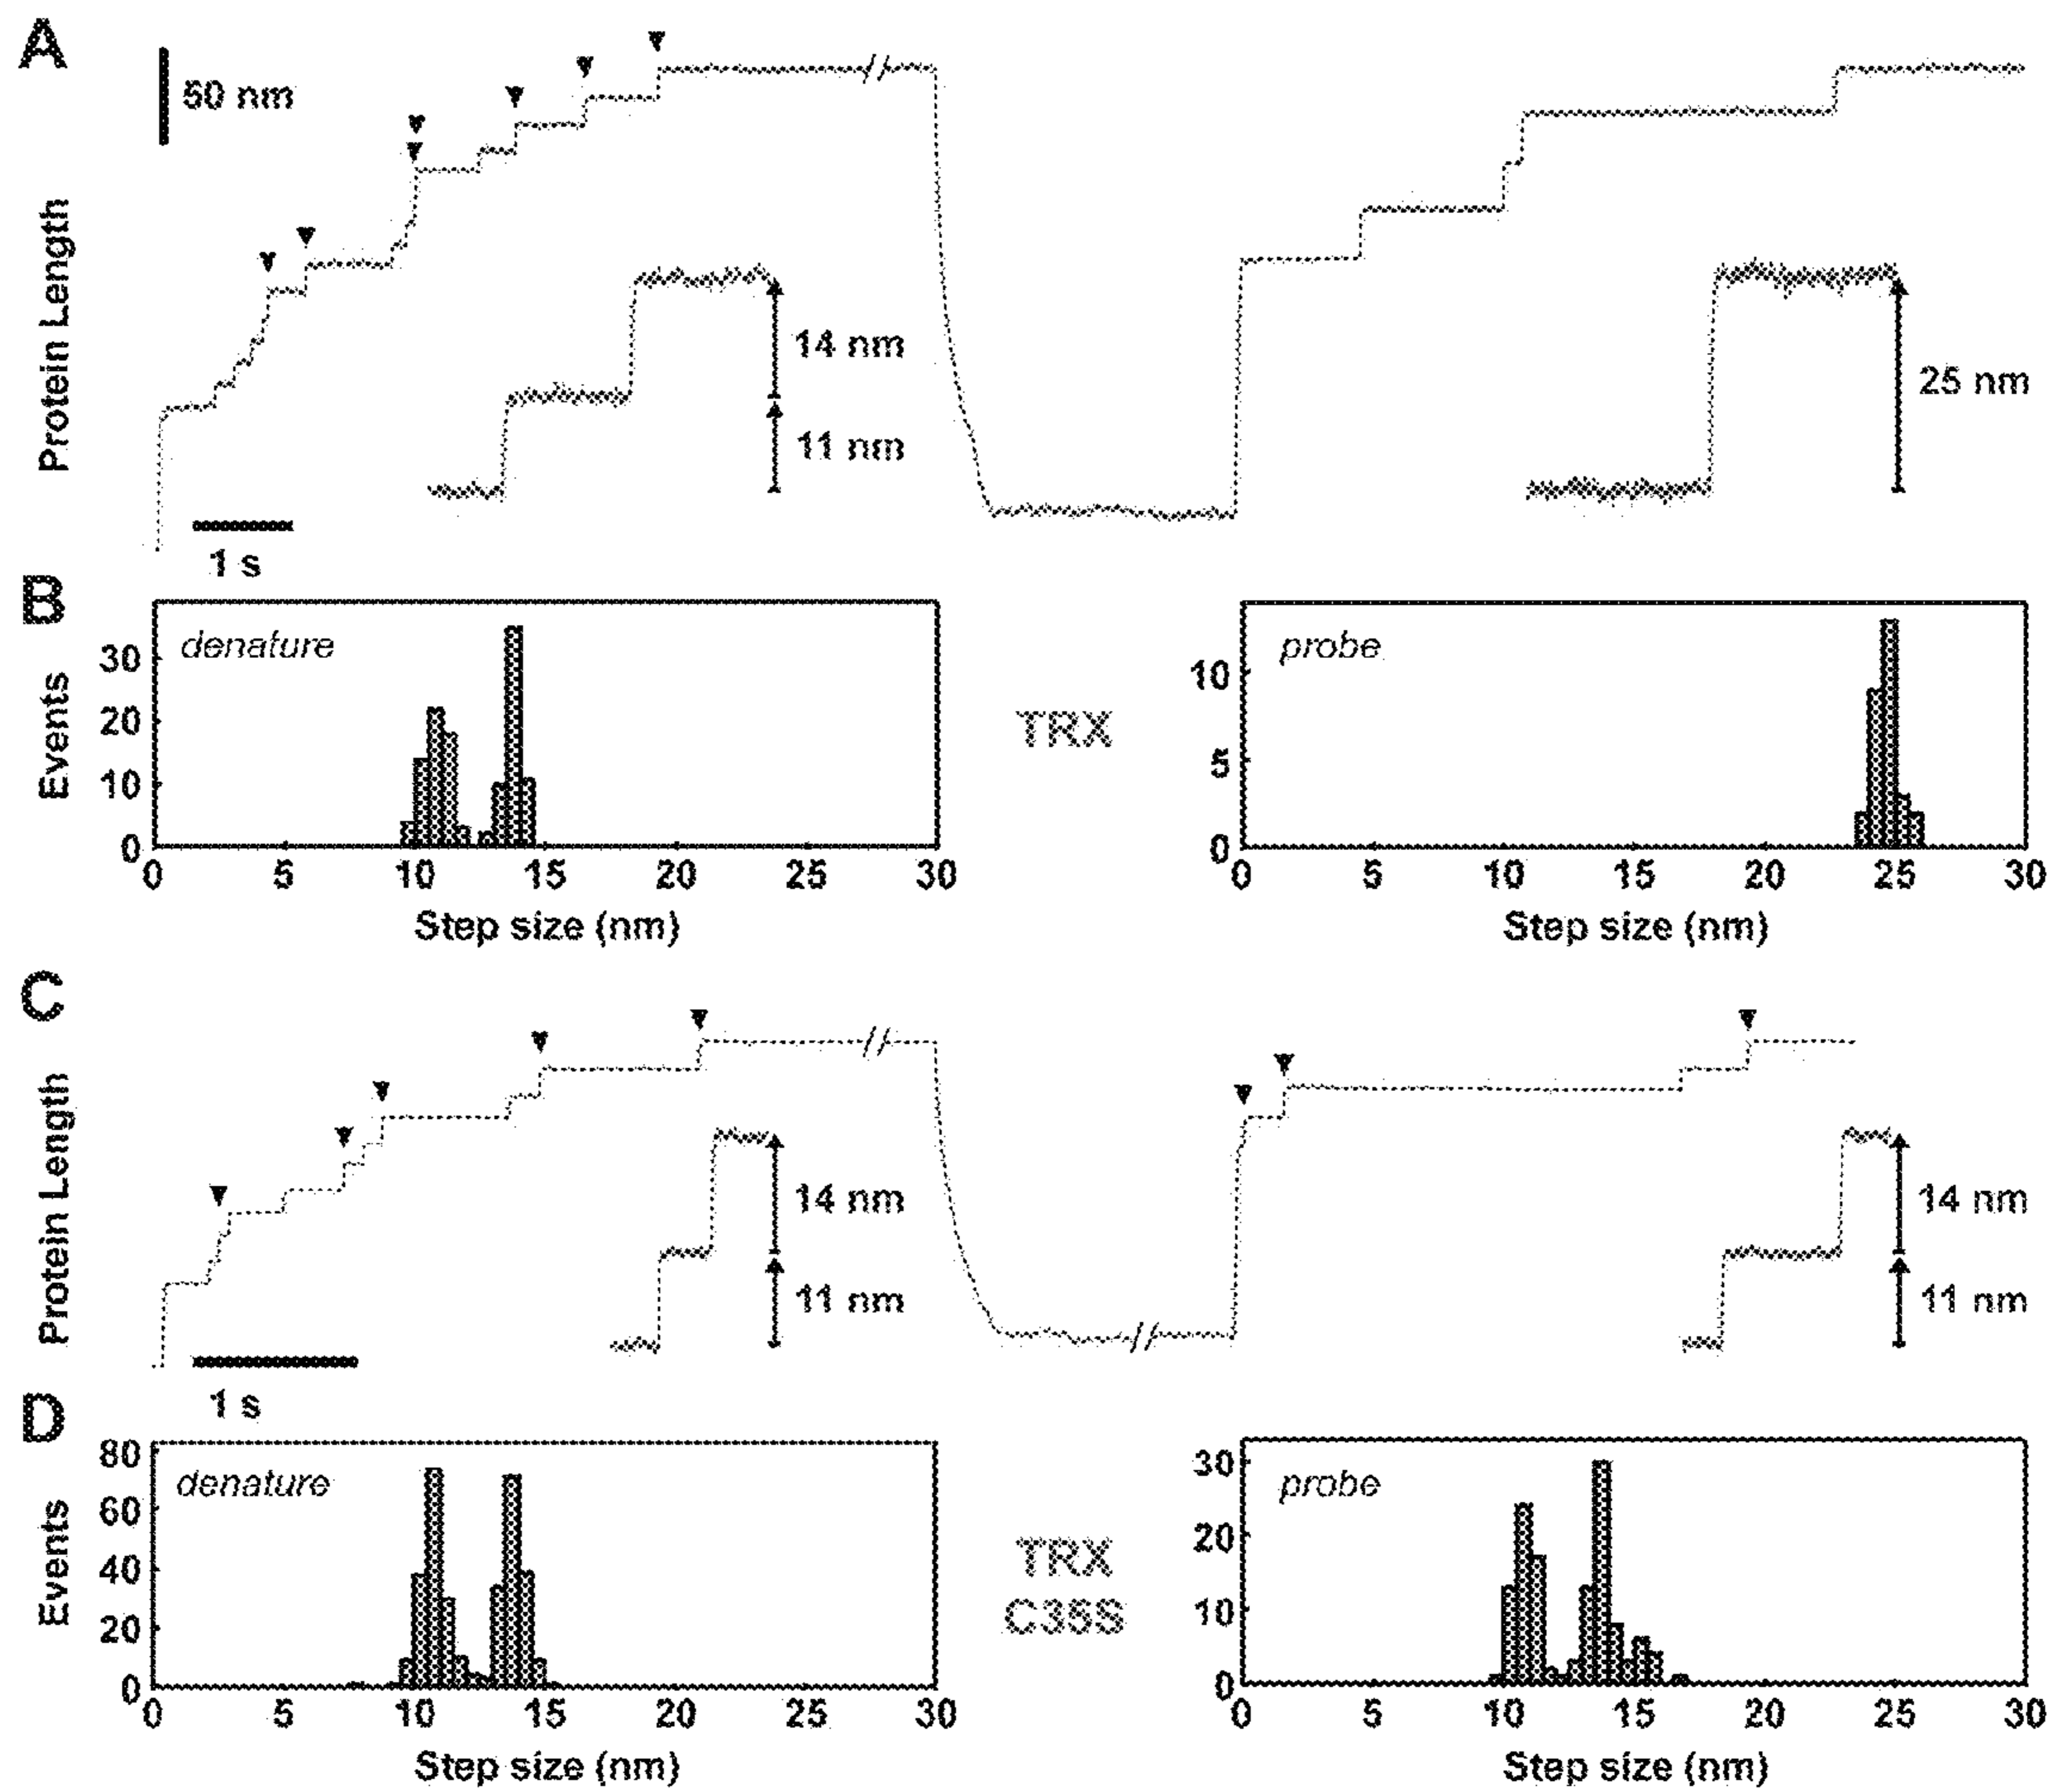 A
50 nm
Protein Length
14 nm
11 nm
25 nm
1 s
B
denature
probe
Events
30
20
10
0
TRX
10
5
0
0 5 10 15 20 25 30
0 5 10 15 20 25 30
Step size (nm)
Step size (nm)
C
Protein Length
14 nm
11 nm
14 nm
11 nm
1 s
D
denature
probe
Events
80
60
40
20
0
TRX
C35S
30
20
10
0
0 5 10 15 20 25 30
0 5 10 15 20 25 30
Step size (nm)
Step size (nm)